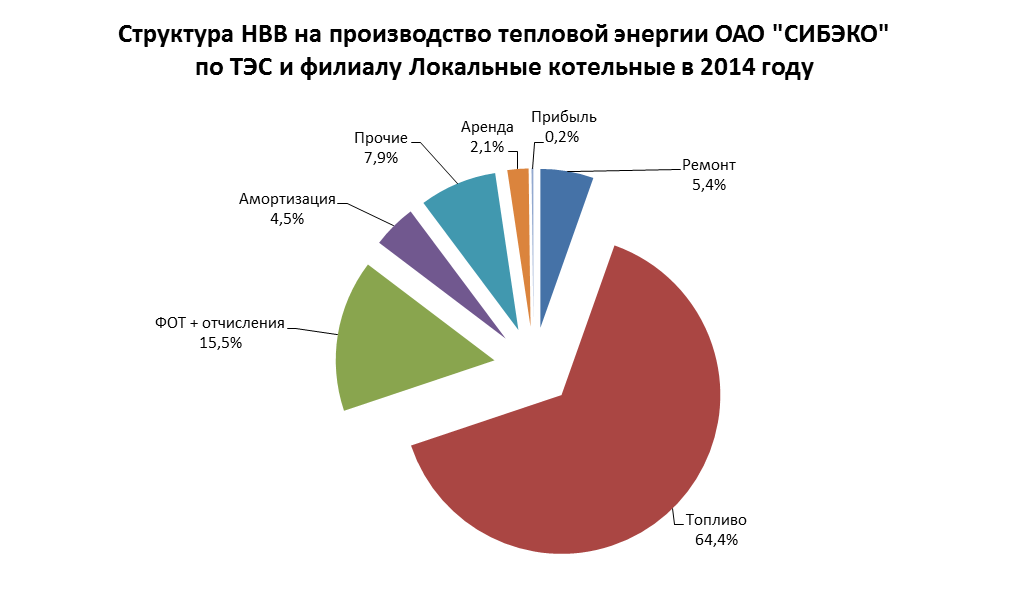 Структура НВВ на производство тепловой энергии ОАО "СИБЭКО"
по ТЭС и филиалу Локальные котельные в 2014 году
Прибыль
0,2%
Аренда
2,1%
Прочие
7,9%
Ремонт
5,4%
Амортизация
4,5%
ФОТ + отчисления
15,5%
Топливо
64,4%